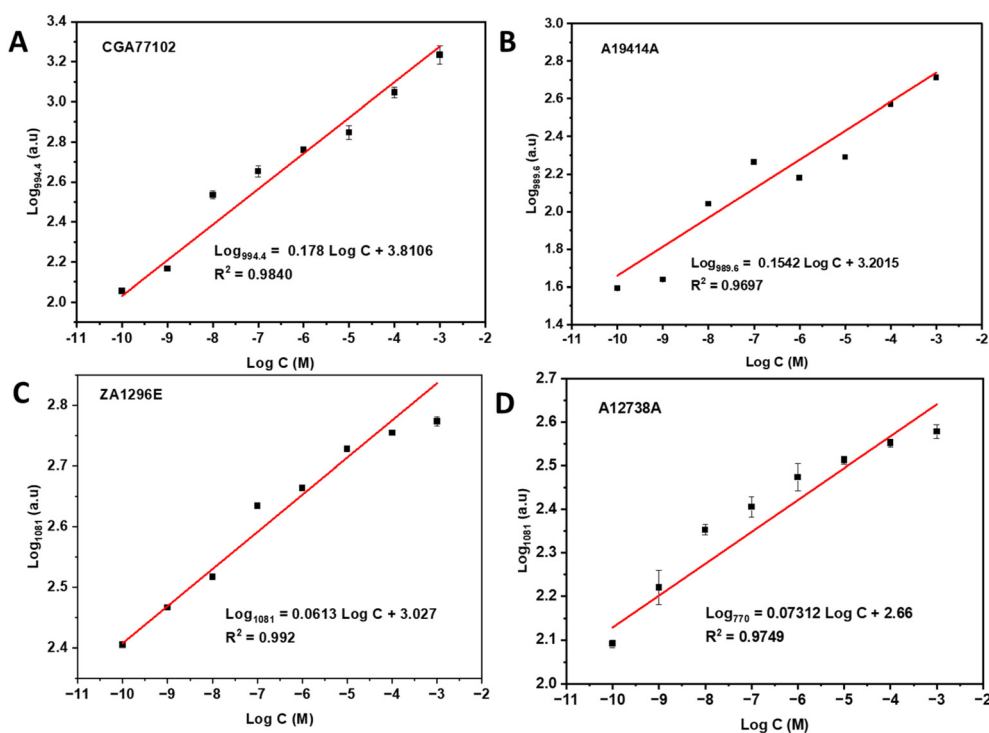 A
CGA77102
3.4
3.2
3.0
2.8
2.6
2.4
2.2
2.0
Log994.4 (a.u)
Log994.4 = 0.178 Log C + 3.8106
R² = 0.9840
−11 −10 −9 −8 −7 −6 −5 −4 −3 −2
Log C (M)
B
A19414A
3.0
2.8
2.6
2.4
2.2
2.0
1.8
1.6
1.4
Log989.6 (a.u)
Log989.6 = 0.1542 Log C + 3.2015
R² = 0.9697
−11 −10 −9 −8 −7 −6 −5 −4 −3 −2
Log C (M)
C
ZA1296E
2.8
2.7
2.6
2.5
2.4
Log1081 (a.u)
Log1081 = 0.0613 Log C + 3.027
R² = 0.992
−11 −10 −9 −8 −7 −6 −5 −4 −3 −2
Log C (M)
D
A12738A
2.7
2.6
2.5
2.4
2.3
2.2
2.1
2.0
Log1081 (a.u)
Log770 = 0.07312 Log C + 2.66
R² = 0.9749
−11 −10 −9 −8 −7 −6 −5 −4 −3 −2
Log C (M)